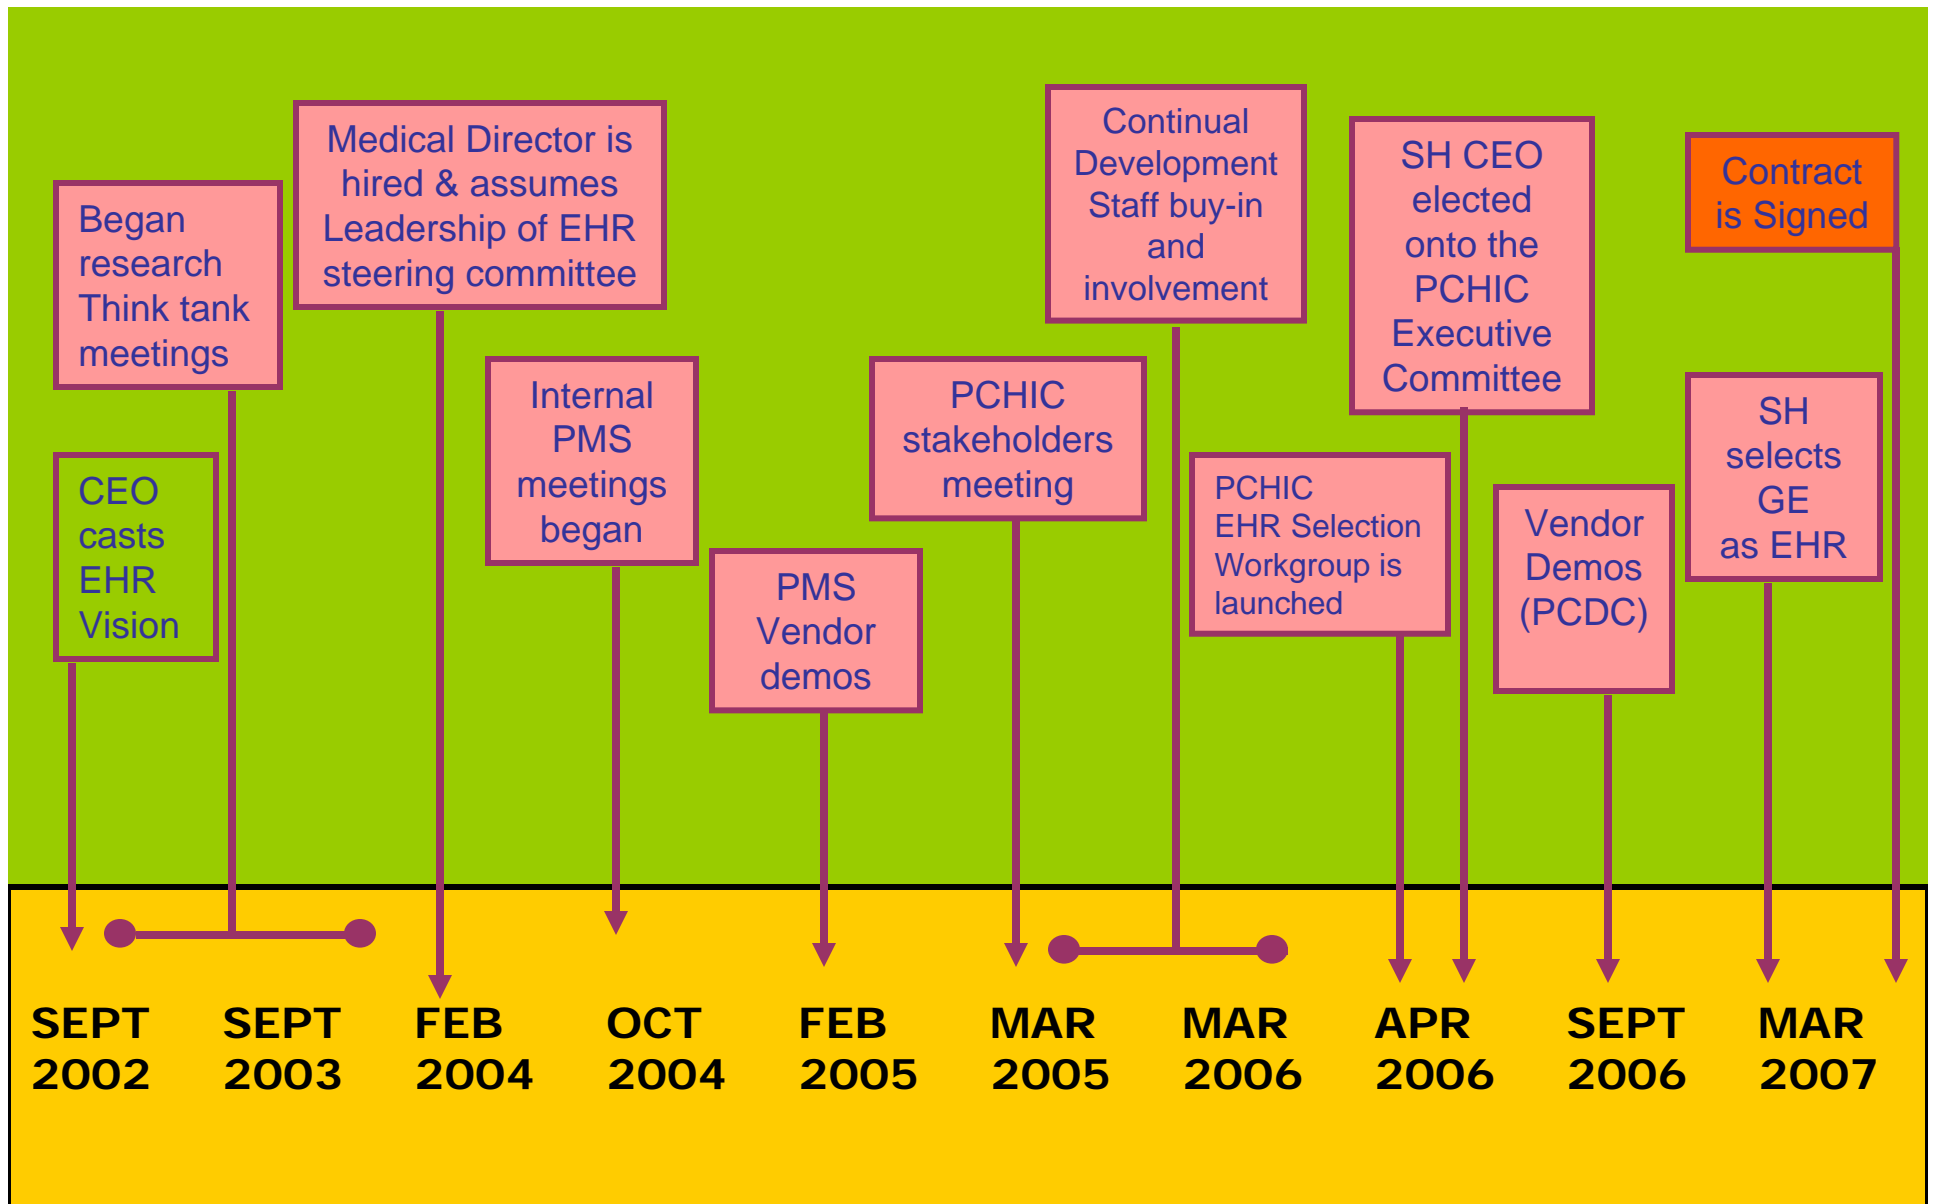 Began
research
Think tank
meetings
CEO
casts
EHR
Vision
Medical Director is
hired & assumes
Leadership of EHR
steering committee
Internal
PMS
meetings
began
PMS
Vendor
demos
PCHIC
stakeholders
meeting
Continual
Development
Staff buy-in
and
involvement
PCHIC
EHR Selection
Workgroup is
launched
SH CEO
elected
onto the
PCHIC
Executive
Committee
Vendor
Demos
(PCDC)
Contract
is Signed
SH
selects
GE
as EHR
SEPT
2002
SEPT
2003
FEB
2004
OCT
2004
FEB
2005
MAR
2005
MAR
2006
APR
2006
SEPT
2006
MAR
2007